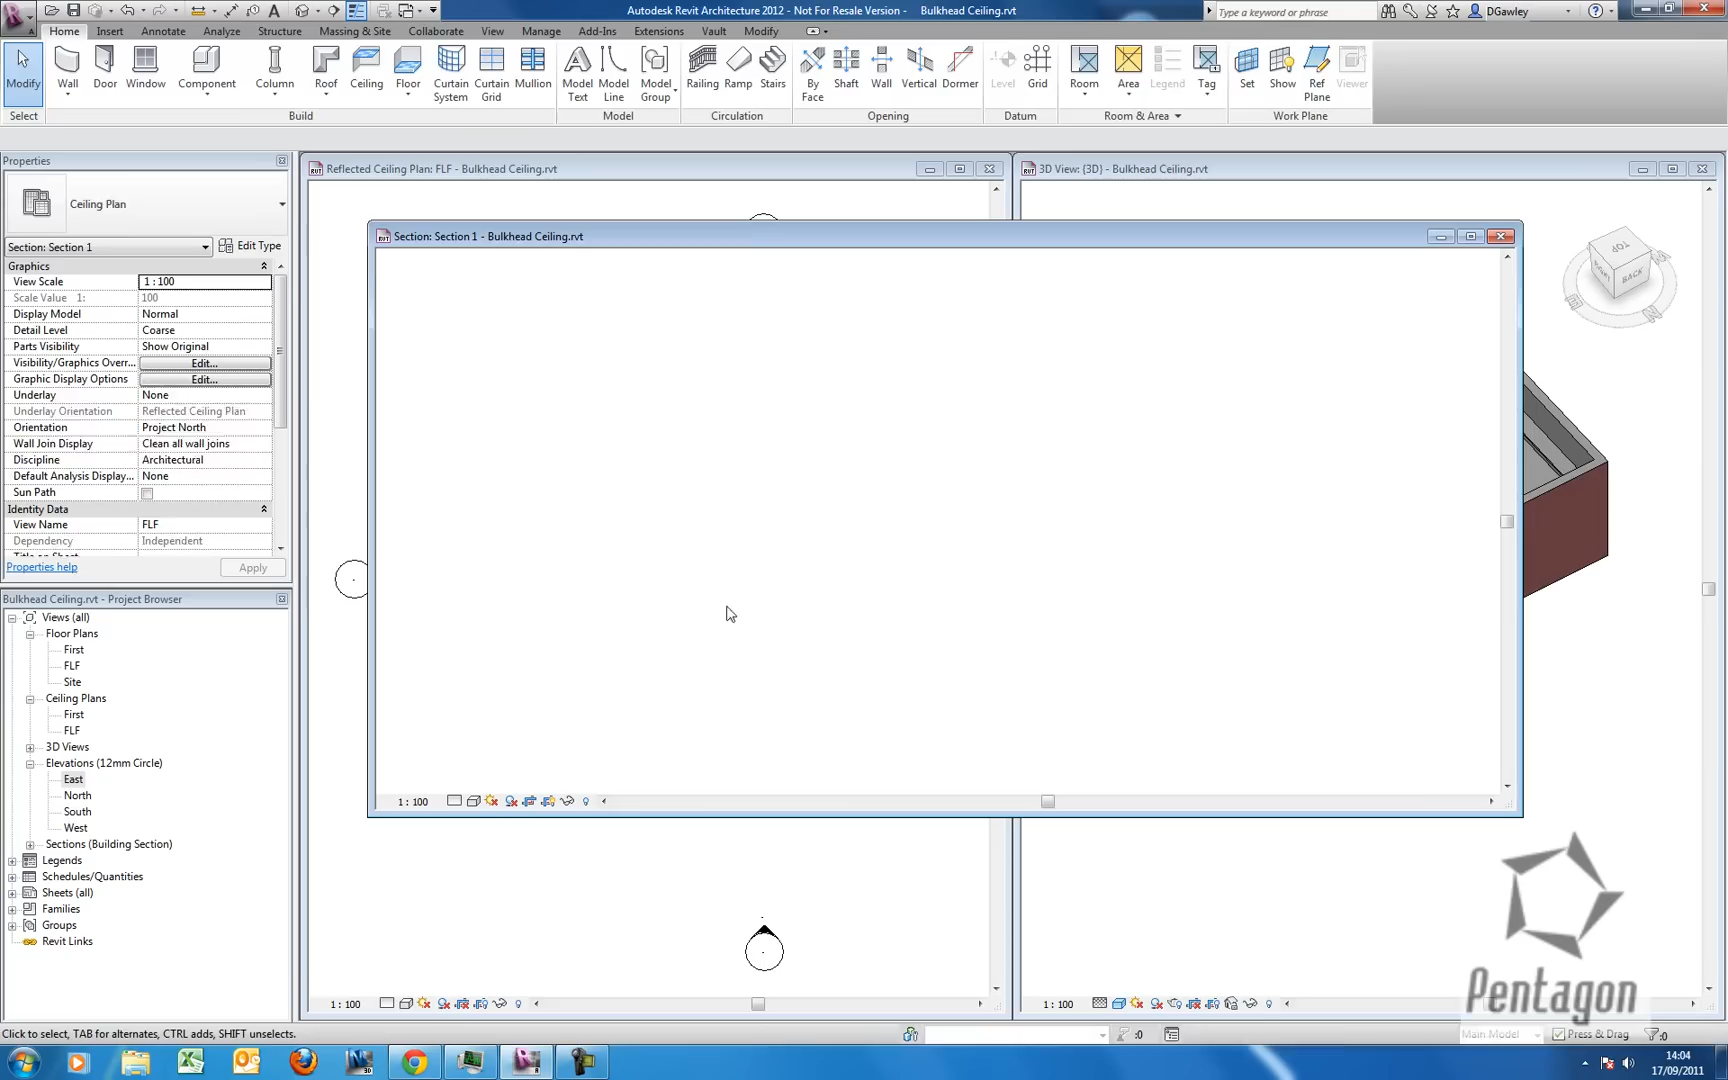 Autodesk Revit Architecture 2012 - Not For Resale Version - Bulkhead Ceiling.rvt
Type a keyword or phrase
DGawley
Home Insert Annotate Analyze Structure Massing & Site Collaborate View Manage Add-Ins Extensions Vault Modify
Modify Wall Door Window Component Column Roof Ceiling Floor Curtain System Curtain Grid Mullion Model Text Model Line Model Group Railing Ramp Stairs By Face Shaft Wall Vertical Dormer Level Grid Room Area Legend Tag Set Show Ref Plane Viewer
Select Build Model Circulation Opening Datum Room & Area Work Plane
Properties
Reflected Ceiling Plan: FLF - Bulkhead Ceiling.rvt
3D View: {3D} - Bulkhead Ceiling.rvt
Ceiling Plan
Section: Section 1 - Bulkhead Ceiling.rvt
Section: Section 1
Edit Type
Graphics
View Scale 1 : 100
Scale Value 1: 100
Display Model Normal
Detail Level Coarse
Parts Visibility Show Original
Visibility/Graphics Overr... Edit...
Graphic Display Options Edit...
Underlay None
Underlay Orientation Reflected Ceiling Plan
Orientation Project North
Wall Join Display Clean all wall joins
Discipline Architectural
Default Analysis Display... None
Sun Path
Identity Data
View Name FLF
Dependency Independent
Title on Sheet
Properties help
Apply
TOP
BACK
Bulkhead Ceiling.rvt - Project Browser
Views (all)
Floor Plans
First
FLF
Site
Ceiling Plans
First
FLF
3D Views
Elevations (12mm Circle)
East
North
South
West
Sections (Building Section)
Legends
Schedules/Quantities
Sheets (all)
Families
Groups
Revit Links
1 : 100
1 : 100
1 : 100
Pentagon
Click to select, TAB for alternates, CTRL adds, SHIFT unselects.
:0
Main Model
Press & Drag
:0
14:04
17/09/2011